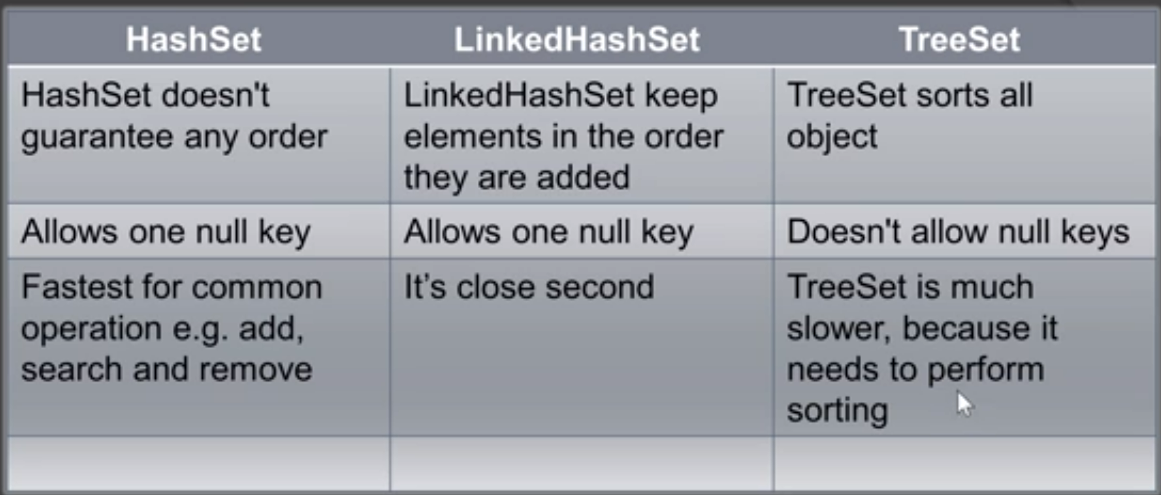 HashSet
LinkedHashSet
TreeSet
HashSet doesn't
guarantee any order
LinkedHashSet keep
elements in the order
they are added
TreeSet sorts all
object
Allows one null key
Allows one null key
Doesn't allow null keys
Fastest for common
operation e.g. add,
search and remove
It’s close second
TreeSet is much
slower, because it
needs to perform
sorting